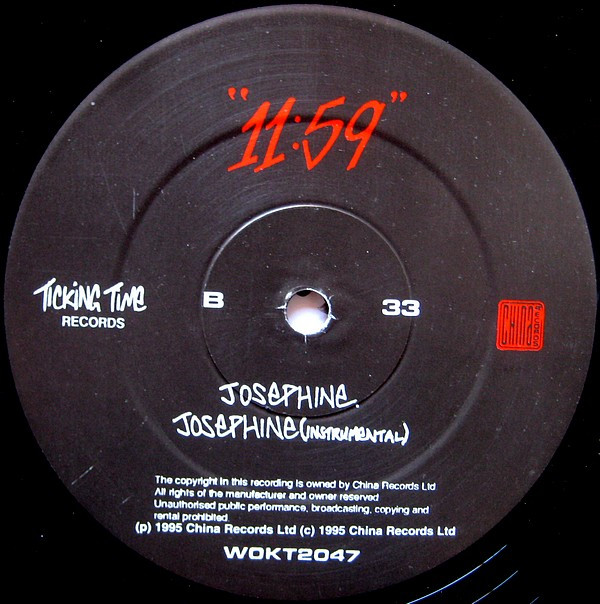 "11:59"
TICKING TIME
RECORDS
B
33
CHINA
RECORDS
JOSEPHINE.
JOSEPHINE (INSTRUMENTAL)
The copyright in this recording is owned by China Records Ltd
All rights of the manufacturer and owner reserved
Unauthorised public performance, broadcasting, copying and
rental prohibited
(p) 1995 China Records Ltd (c) 1995 China Records Ltd
WOKT2047